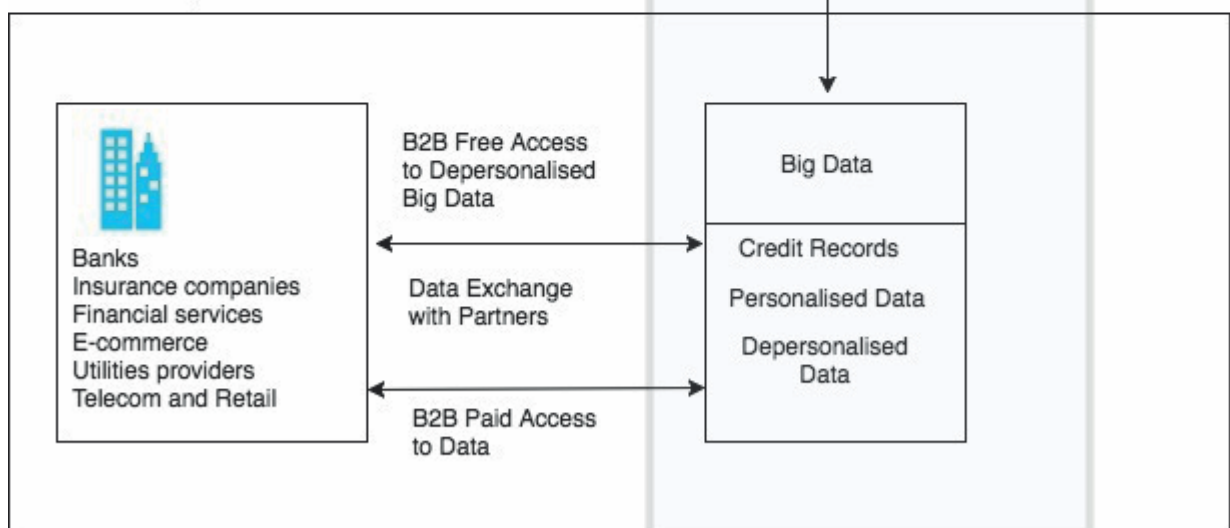 Banks
Insurance companies
Financial services
E-commerce
Utilities providers
Telecom and Retail
B2B Free Access
to Depersonalised
Big Data
Data Exchange
with Partners
B2B Paid Access
to Data
Big Data
Credit Records
Personalised Data
Depersonalised
Data